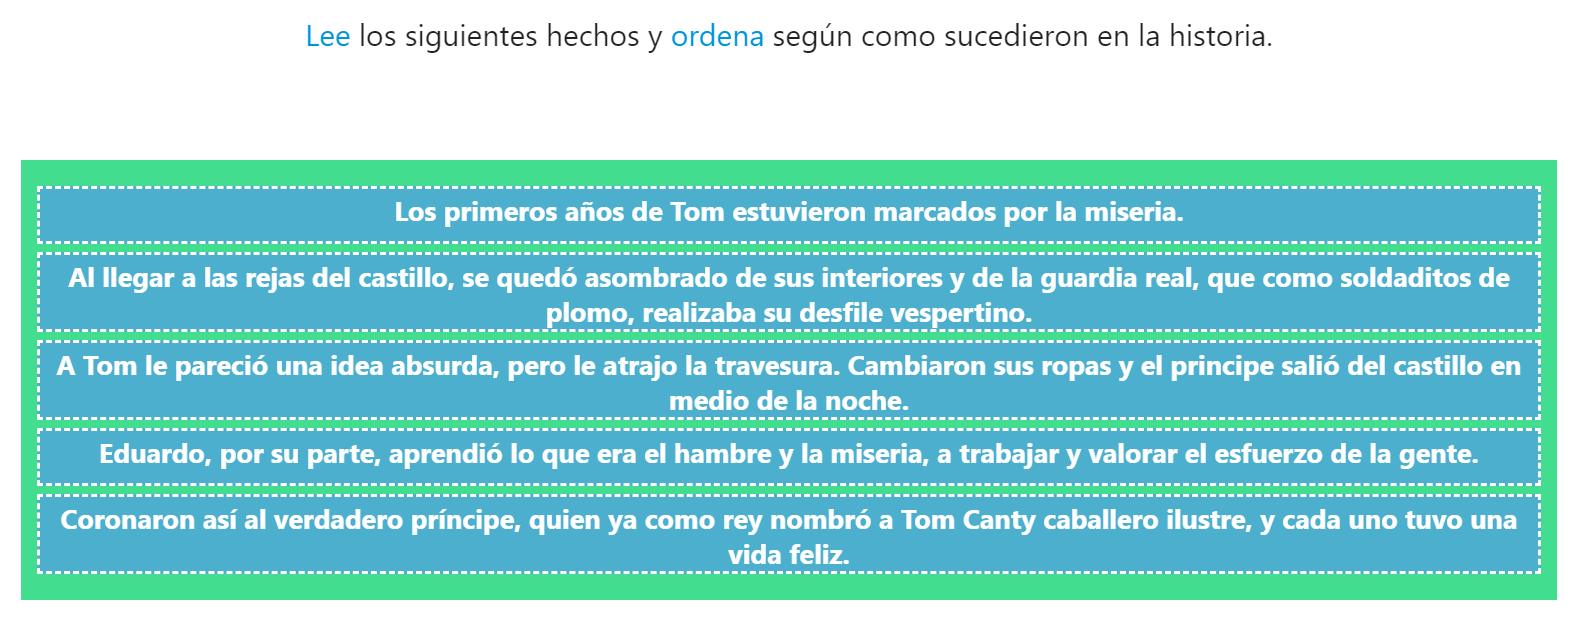 Lee los siguientes hechos y ordena según como sucedieron en la historia.
Los primeros años de Tom estuvieron marcados por la miseria.
Al llegar a las rejas del castillo, se quedó asombrado de sus interiores y de la guardia real, que como soldaditos de
plomo, realizaba su desfile vespertino.
A Tom le pareció una idea absurda, pero le atrajo la travesura. Cambiaron sus ropas y el principe salió del castillo en
medio de la noche.
Eduardo, por su parte, aprendió lo que era el hambre y la miseria, a trabajar y valorar el esfuerzo de la gente.
Coronaron así al verdadero príncipe, quien ya como rey nombró a Tom Canty caballero ilustre, y cada uno tuvo una
vida feliz.